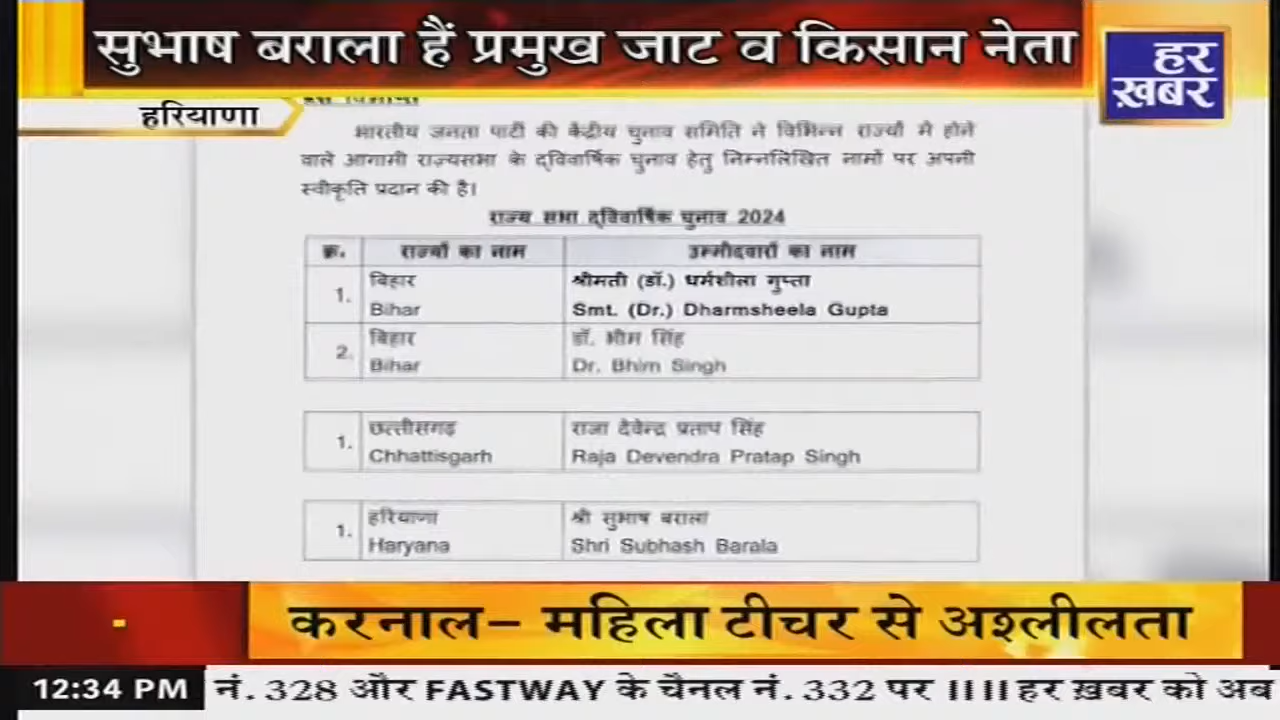 सुभाष बराला हैं प्रमुख जाट व किसान नेता
हर
ख़बर
हरियाणा
भारतीय जनता पार्टी की केंद्रीय चुनाव समिति ने विभिन्न राज्यों में होने
वाले आगामी राज्यसभा के द्विवार्षिक चुनाव हेतु निम्नलिखित नामों पर अपनी
स्वीकृति प्रदान की है।
राज्य सभा द्विवार्षिक चुनाव 2024
क्र. राज्यों का नाम उम्मीदवारों का नाम
बिहार श्रीमती (डॉ.) धर्मशीला गुप्ता
1. Bihar Smt. (Dr.) Dharmsheela Gupta
बिहार डॉ. भीम सिंह
2. Bihar Dr. Bhim Singh
छत्तीसगढ़ राजा देवेन्द्र प्रताप सिंह
1. Chhattisgarh Raja Devendra Pratap Singh
हरियाणा श्री सुभाष बराला
1. Haryana Shri Subhash Barala
करनाल– महिला टीचर से अश्लीलता
12:34 PM नं. 328 और FASTWAY के चैनल नं. 332 पर ।।।। हर ख़बर को अब